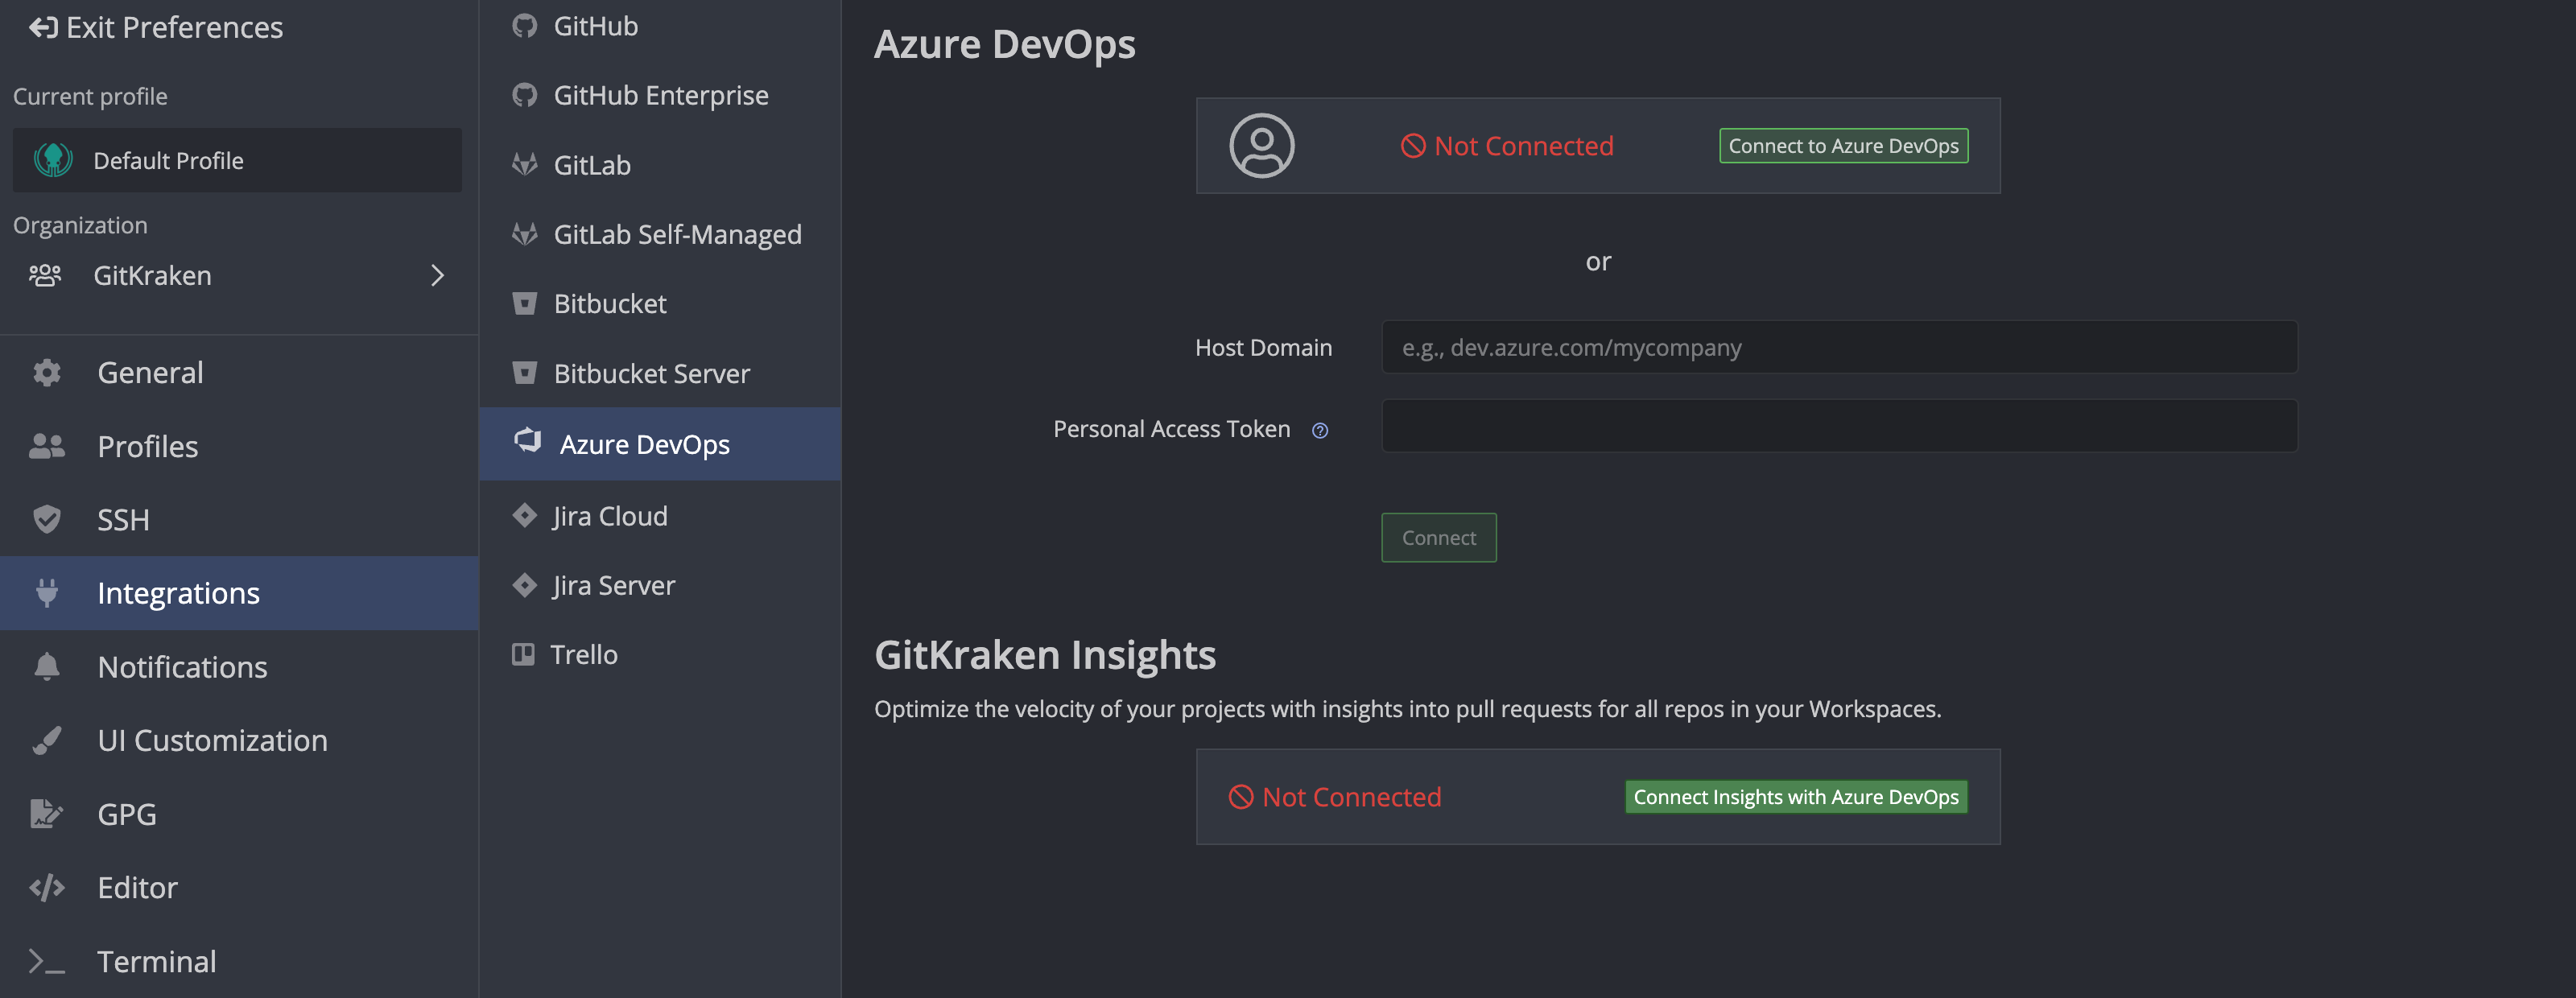 Exit Preferences
Current profile
Default Profile
Organization
GitKraken
General
Profiles
SSH
Integrations
Notifications
UI Customization
GPG
Editor
Terminal
GitHub
GitHub Enterprise
GitLab
GitLab Self-Managed
Bitbucket
Bitbucket Server
Azure DevOps
Jira Cloud
Jira Server
Trello
Azure DevOps
Not Connected
Connect to Azure DevOps
or
Host Domain
e.g., dev.azure.com/mycompany
Personal Access Token
Connect
GitKraken Insights
Optimize the velocity of your projects with insights into pull requests for all repos in your Workspaces.
Not Connected
Connect Insights with Azure DevOps